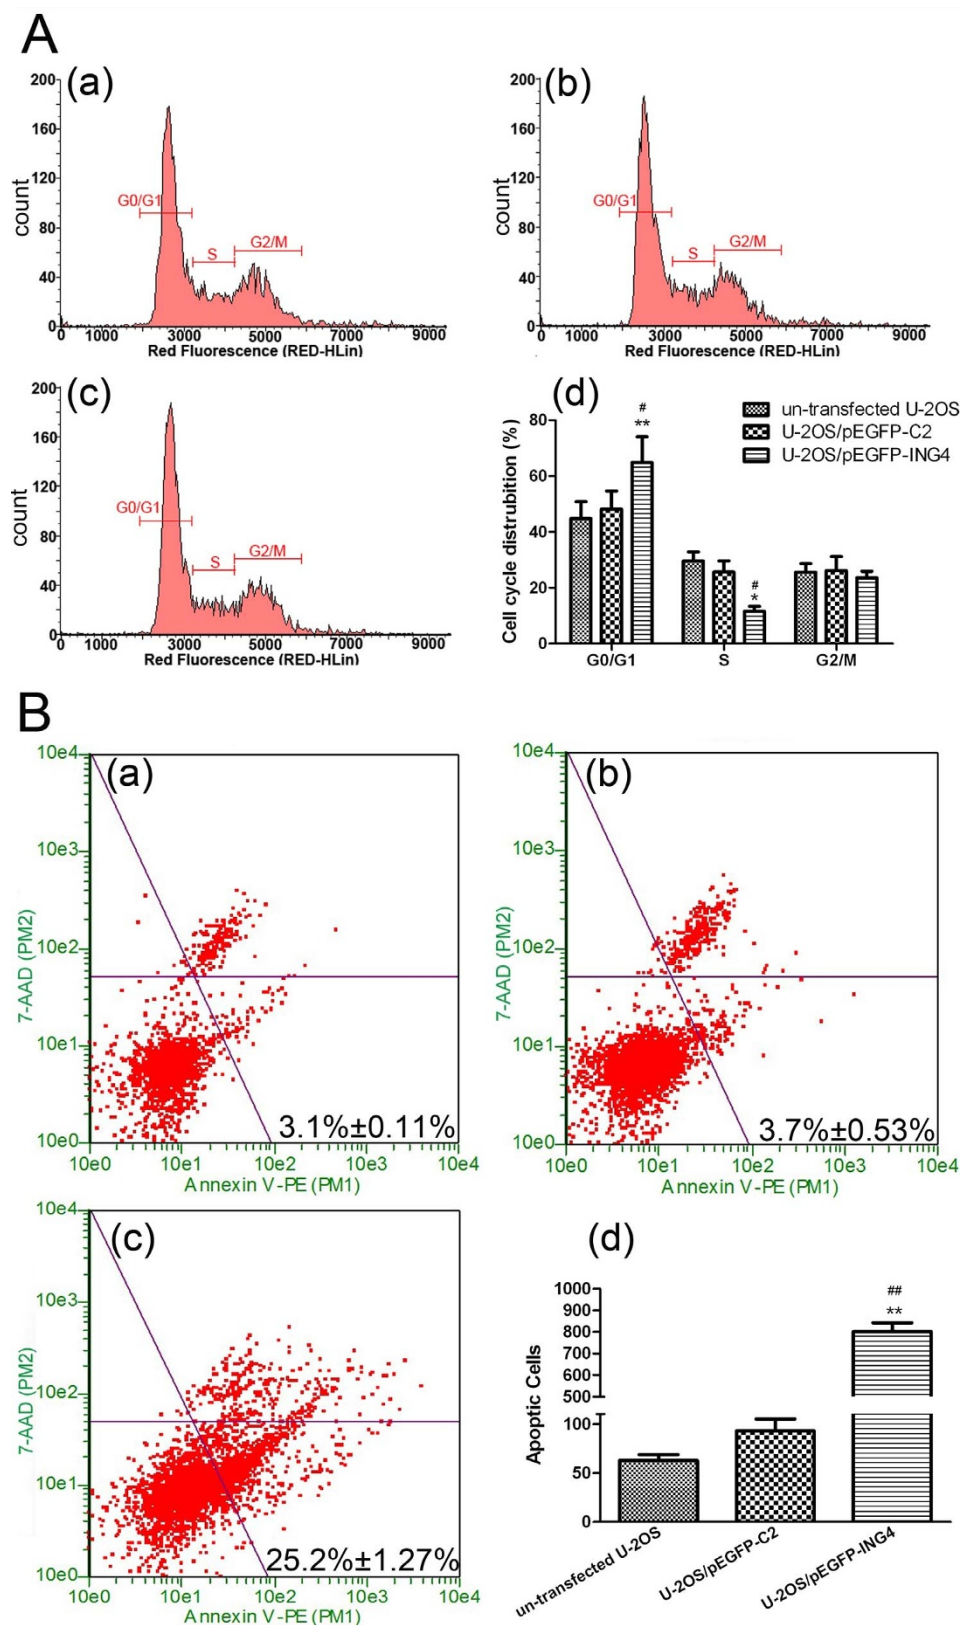 A
(a)
200
160
120
80
40
0
count
G0/G1
S
G2/M
1000 3000 5000 7000 9000
Red Fluorescence (RED-HLin)
(b)
200
160
120
80
40
0
count
G0/G1
S
G2/M
0 1000 3000 5000 7000 9000
Red Fluorescence (RED-HLin)
(c)
200
160
120
80
40
0
count
G0/G1
S
G2/M
1000 3000 5000 7000 9000
Red Fluorescence (RED-HLin)
(d)
un-transfected U-2OS
U-2OS/pEGFP-C2
U-2OS/pEGFP-ING4
80
60
40
20
0
Cell cycle distrubition (%)
#
**
#
*
G0/G1 S G2/M
B
(a)
10e4
10e3
10e2
10e1
10e0
7-AAD (PM2)
3.1%±0.11%
10e0 10e1 10e2 10e3 10e4
Annexin V-PE (PM1)
(b)
10e4
10e3
10e2
10e1
10e0
7-AAD (PM2)
3.7%±0.53%
10e0 10e1 10e2 10e3 10e4
Annexin V-PE (PM1)
(c)
10e4
10e3
10e2
10e1
10e0
7-AAD (PM2)
25.2%±1.27%
10e0 10e1 10e2 10e3 10e4
Annexin V-PE (PM1)
(d)
1000
900
800
700
600
500
100
50
0
Apoptic Cells
##
**
un-transfected U-2OS
U-2OS/pEGFP-C2
U-2OS/pEGFP-ING4